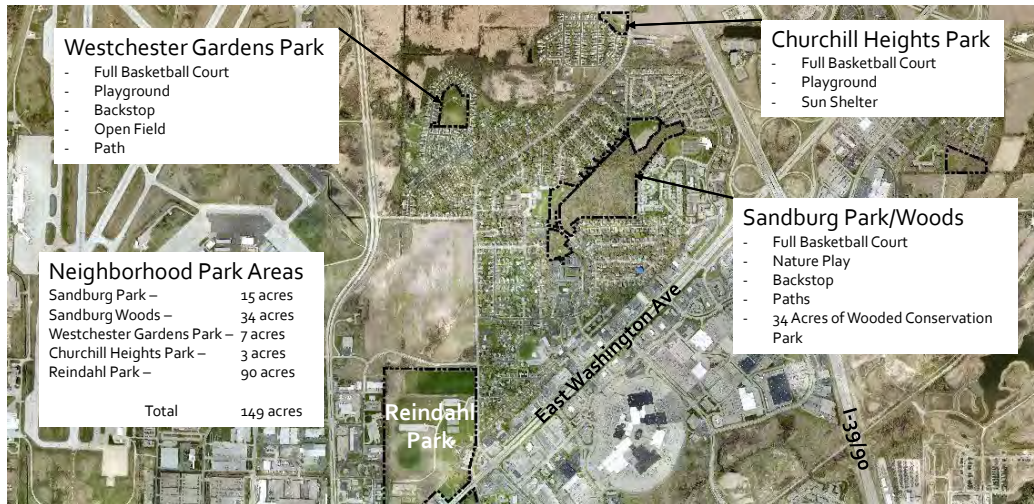 Westchester Gardens Park
- Full Basketball Court
- Playground
- Backstop
- Open Field
- Path
Churchill Heights Park
- Full Basketball Court
- Playground
- Sun Shelter
Sandburg Park/Woods
- Full Basketball Court
- Nature Play
- Backstop
- Paths
- 34 Acres of Wooded Conservation
Park
Neighborhood Park Areas
Sandburg Park – 15 acres
Sandburg Woods – 34 acres
Westchester Gardens Park – 7 acres
Churchill Heights Park – 3 acres
Reindahl Park – 90 acres
Total 149 acres
Reindahl
Park
East Washington Ave
I-39/90